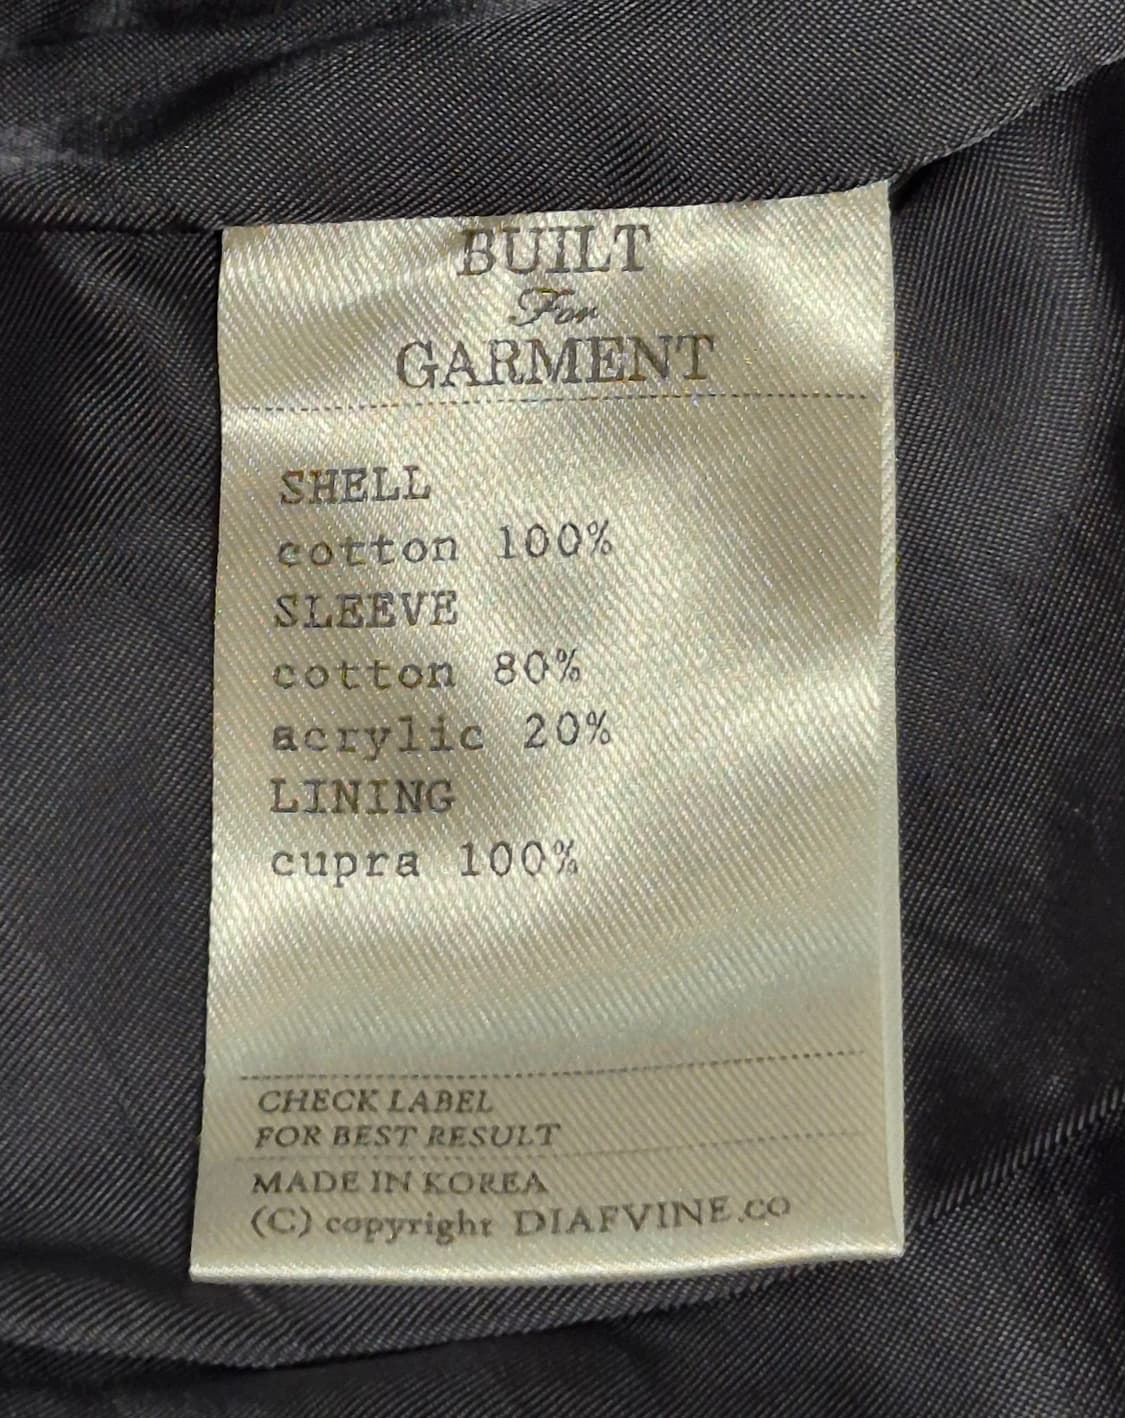 BUILT
For
GARMENT
SHELL
cotton 100%
SLEEVE
cotton 80%
acrylic 20%
LINING
cupra 100%
CHECK LABEL
FOR BEST RESULT
MADE IN KOREA
(C) copyright DIAFVINE.co